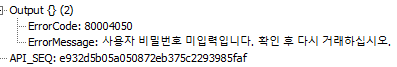 Output {} (2)
ErrorCode: 80004050
ErrorMessage: 사용자 비밀번호 미입력입니다. 확인 후 다시 거래하십시오.
API_SEQ: e932d5b05a050872eb375c2293985faf